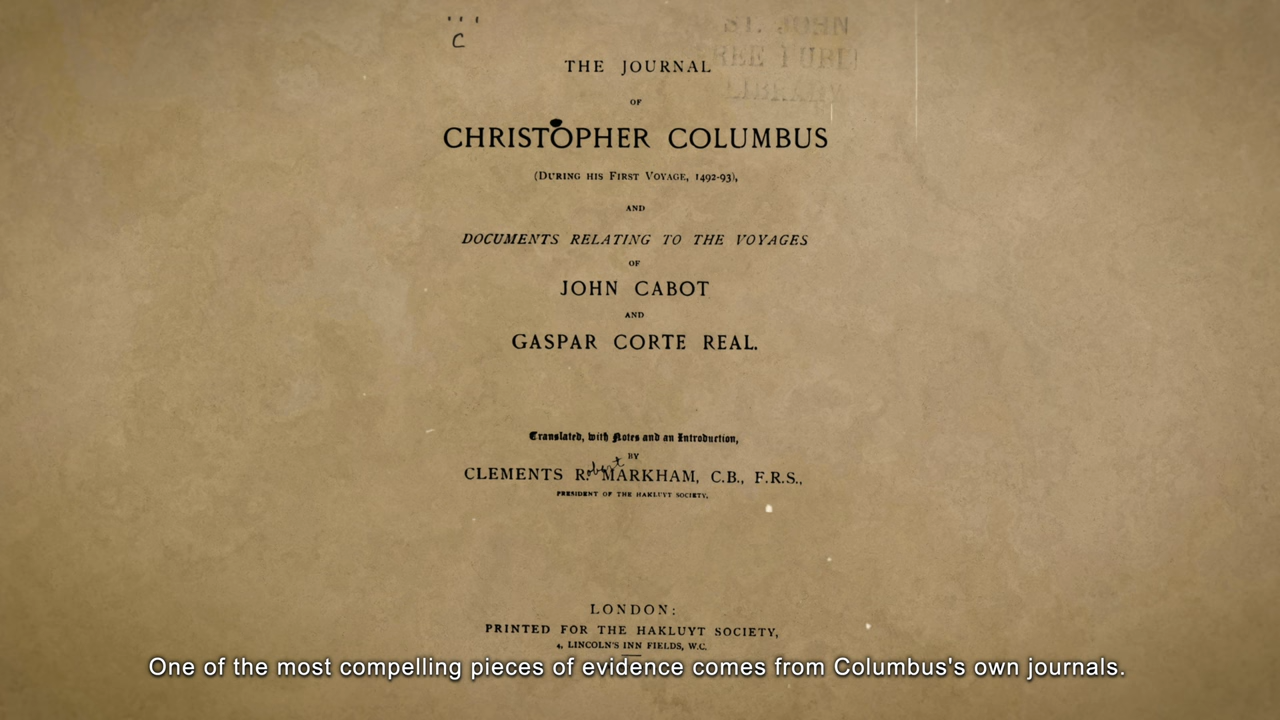 C
THE JOURNAL
OF
CHRISTOPHER COLUMBUS
(DURING HIS FIRST VOYAGE, 1492-93),
AND
DOCUMENTS RELATING TO THE VOYAGES
OF
JOHN CABOT
AND
GASPAR CORTE REAL.
Translated, with Notes and an Introduction,
BY
CLEMENTS R. obert MARKHAM, C.B., F.R.S.,
PRESIDENT OF THE HAKLUYT SOCIETY.
LONDON:
PRINTED FOR THE HAKLUYT SOCIETY,
4, LINCOLN'S INN FIELDS, W.C.
One of the most compelling pieces of evidence comes from Columbus's own journals.